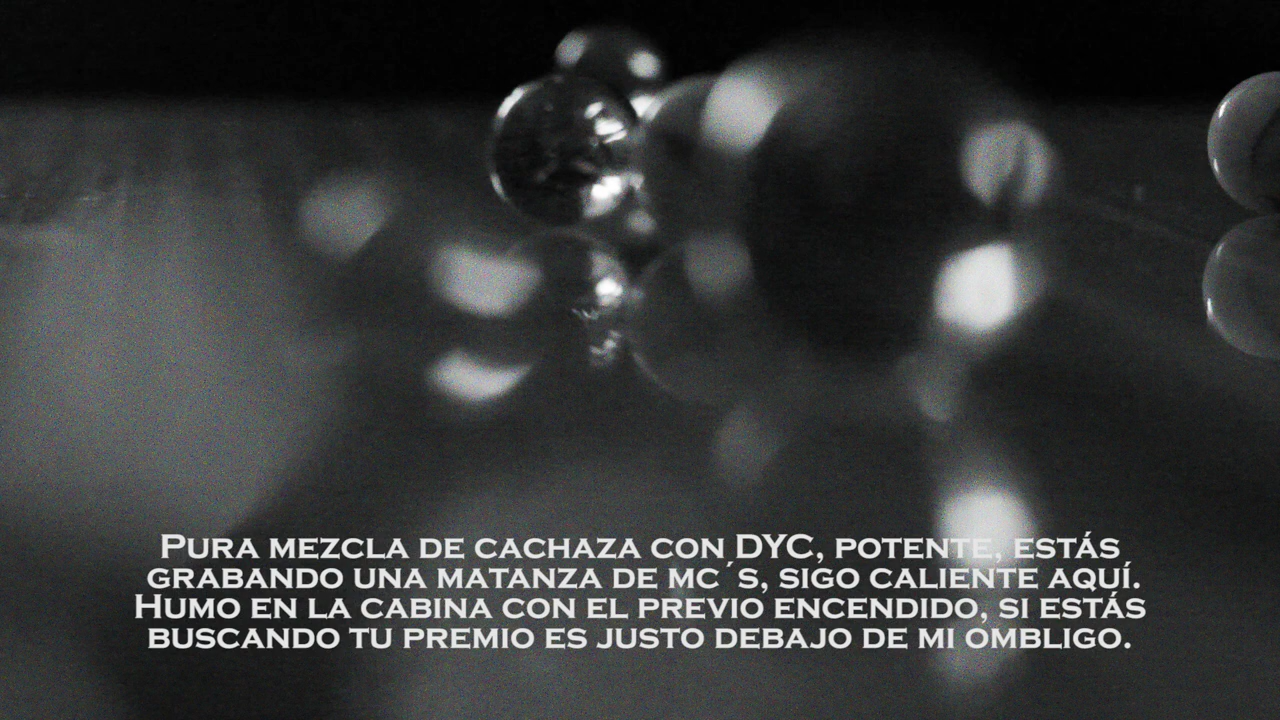 Pura mezcla de cachaza con DYC, potente, estás
grabando una matanza de mc´s, sigo caliente aquí.
Humo en la cabina con el previo encendido, si estás
buscando tu premio es justo debajo de mi ombligo.